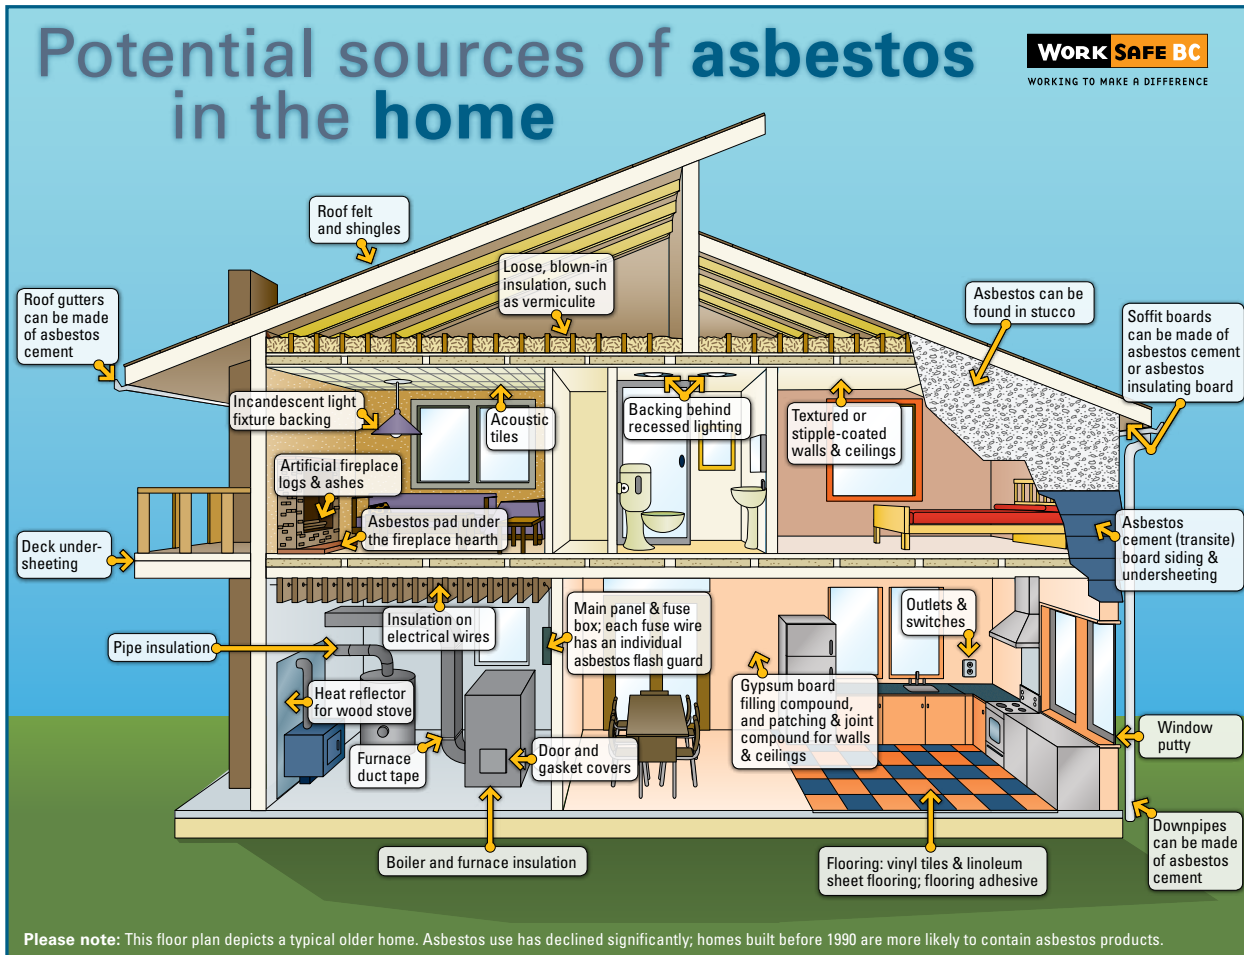 Potential sources of asbestos
in the home
WORK SAFE BC
WORKING TO MAKE A DIFFERENCE
Roof felt
and shingles
Loose, blown-in
insulation, such
as vermiculite
Asbestos can be
found in stucco
Roof gutters
can be made
of asbestos
cement
Soffit boards
can be made of
asbestos cement
or asbestos
insulating board
Incandescent light
fixture backing
Acoustic
tiles
Backing behind
recessed lighting
Textured or
stipple-coated
walls & ceilings
Artificial fireplace
logs & ashes
Asbestos pad under
the fireplace hearth
Deck under-
sheeting
Asbestos
cement (transite)
board siding &
undersheeting
Insulation on
electrical wires
Main panel & fuse
box; each fuse wire
has an individual
asbestos flash guard
Outlets &
switches
Pipe insulation
Heat reflector
for wood stove
Gypsum board
filling compound,
and patching & joint
compound for walls
& ceilings
Window
putty
Furnace
duct tape
Door and
gasket covers
Boiler and furnace insulation
Flooring: vinyl tiles & linoleum
sheet flooring; flooring adhesive
Downpipes
can be made
of asbestos
cement
Please note: This floor plan depicts a typical older home. Asbestos use has declined significantly; homes built before 1990 are more likely to contain asbestos products.